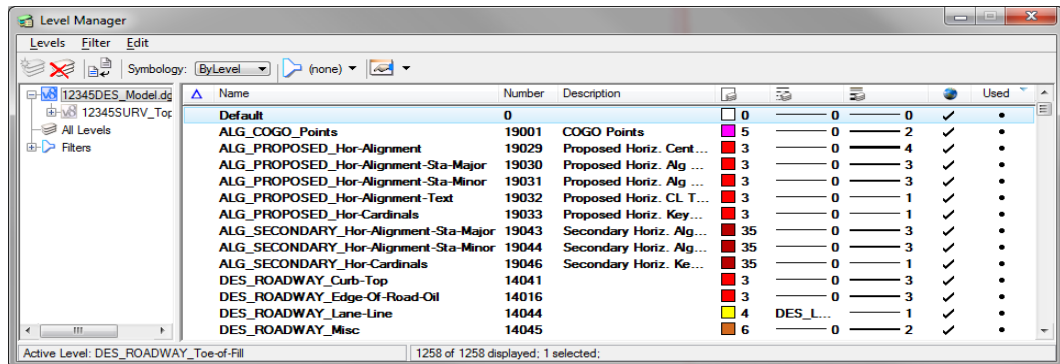 Level Manager
Levels Filter Edit
Symbology: ByLevel (none)
12345DES_Model.dg
12345SURV_Top
All Levels
Filters
Name Number Description Used
Default 0 0 0 0
ALG_COGO_Points 19001 COGO Points 5 0 2
ALG_PROPOSED_Hor-Alignment 19029 Proposed Horiz. Cent... 3 0 4
ALG_PROPOSED_Hor-Alignment-Sta-Major 19030 Proposed Horiz. Alg ... 3 0 3
ALG_PROPOSED_Hor-Alignment-Sta-Minor 19031 Proposed Horiz. Alg ... 3 0 3
ALG_PROPOSED_Hor-Alignment-Text 19032 Proposed Horiz. CL T... 3 0 1
ALG_PROPOSED_Hor-Cardinals 19033 Proposed Horiz. Key... 3 0 1
ALG_SECONDARY_Hor-Alignment-Sta-Major 19043 Secondary Horiz. Alg... 35 0 3
ALG_SECONDARY_Hor-Alignment-Sta-Minor 19044 Secondary Horiz. Alg... 35 0 3
ALG_SECONDARY_Hor-Cardinals 19046 Secondary Horiz. Ke... 35 0 1
DES_ROADWAY_Curb-Top 14041 3 0 3
DES_ROADWAY_Edge-Of-Road-Oil 14016 3 0 3
DES_ROADWAY_Lane-Line 14044 4 DES_L... 1
DES_ROADWAY_Misc 14045 6 0 2
Active Level: DES_ROADWAY_Toe-of-Fill 1258 of 1258 displayed; 1 selected;